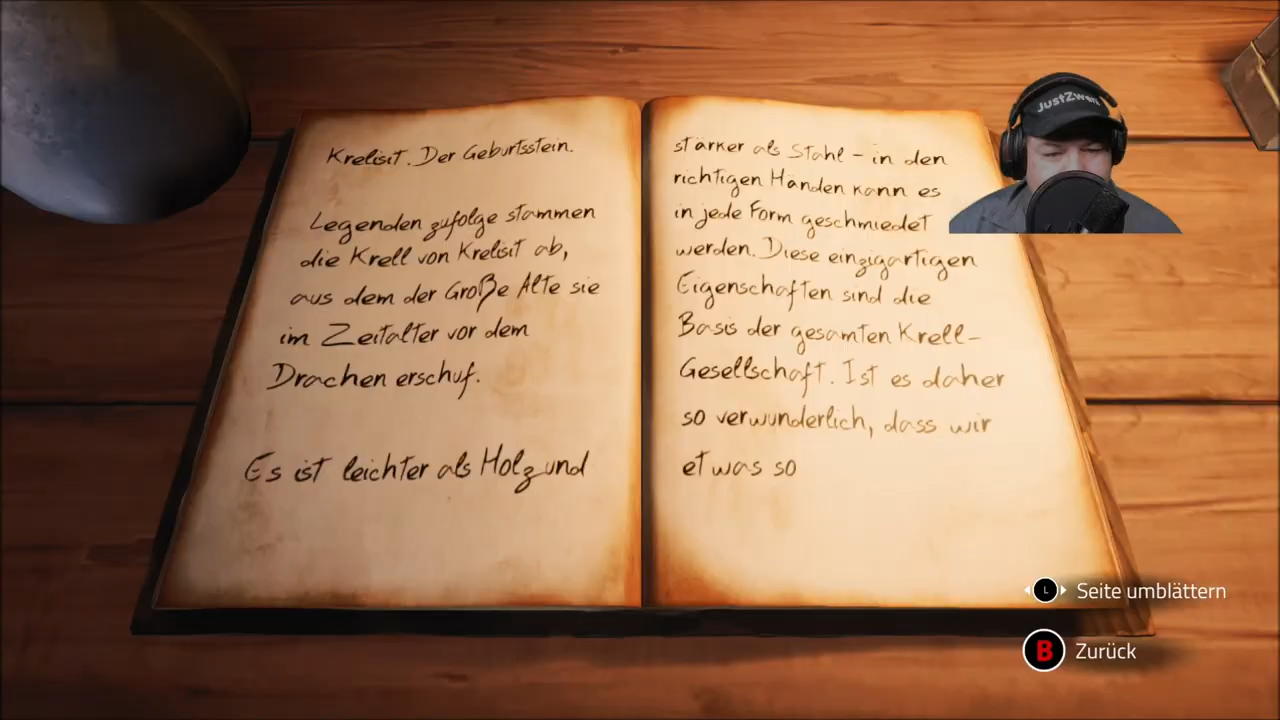 Krelisit. Der Geburtsstein.
Legenden zufolge stammen
die Krell von Krelisit ab,
aus dem der Große Alte sie
im Zeitalter vor dem
Drachen erschuf.
Es ist leichter als Holz und
stärker als Stahl - in den
richtigen Händen kann es
in jede Form geschmiedet
werden. Diese einzigartigen
Eigenschaften sind die
Basis der gesamten Krell-
Gesellschaft. Ist es daher
so verwunderlich, dass wir
etwas so
L
Seite umblättern
B
Zurück